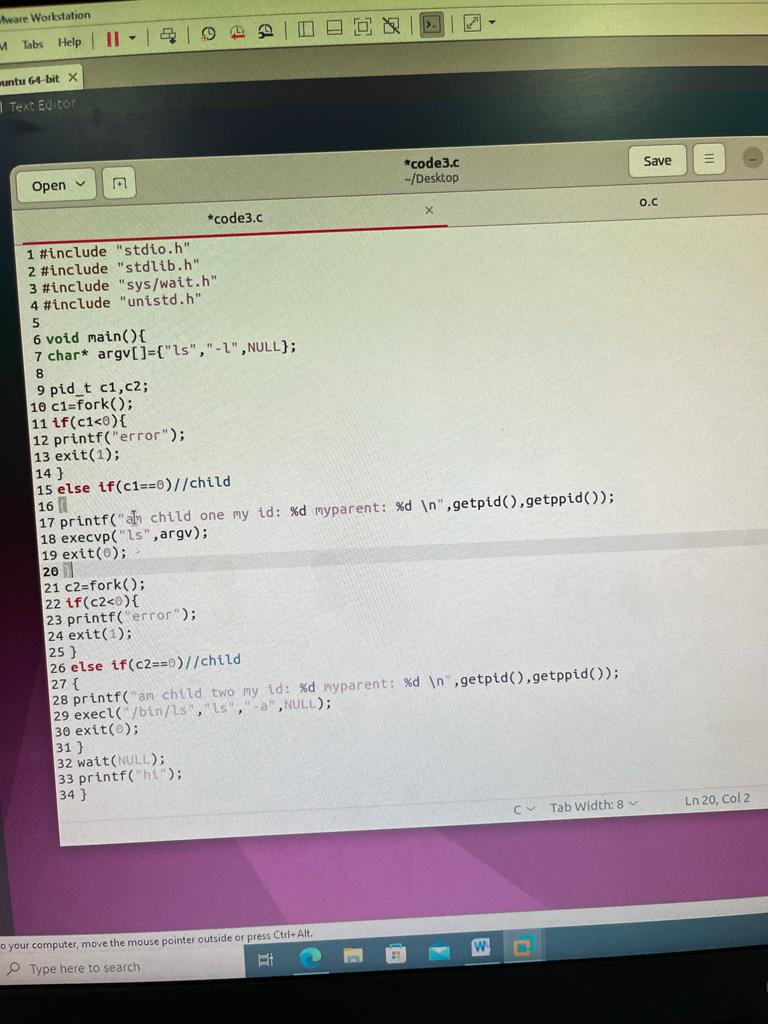 Mware Workstation
M Tabs Help
untu 64-bit ×
Text Editor
Open
*code3.c
~/Desktop
Save
*code3.c ×
o.c
1 #include "stdio.h"
2 #include "stdlib.h"
3 #include "sys/wait.h"
4 #include "unistd.h"
5
6 void main(){
7 char* argv[]={"ls","-l",NULL};
8
9 pid_t c1,c2;
10 c1=fork();
11 if(c1<0){
12 printf("error");
13 exit(1);
14 }
15 else if(c1==0)//child
16 {
17 printf("am child one my id: %d myparent: %d \n",getpid(),getppid());
18 execvp("ls",argv);
19 exit(0);
20 }
21 c2=fork();
22 if(c2<0){
23 printf("error");
24 exit(1);
25 }
26 else if(c2==0)//child
27 {
28 printf("am child two my id: %d myparent: %d \n",getpid(),getppid());
29 execl("/bin/ls","ls","-a",NULL);
30 exit(0);
31 }
32 wait(NULL);
33 printf("hi");
34 }
C Tab Width: 8 Ln 20, Col 2
o your computer, move the mouse pointer outside or press Ctrl+Alt.
Type here to search
W